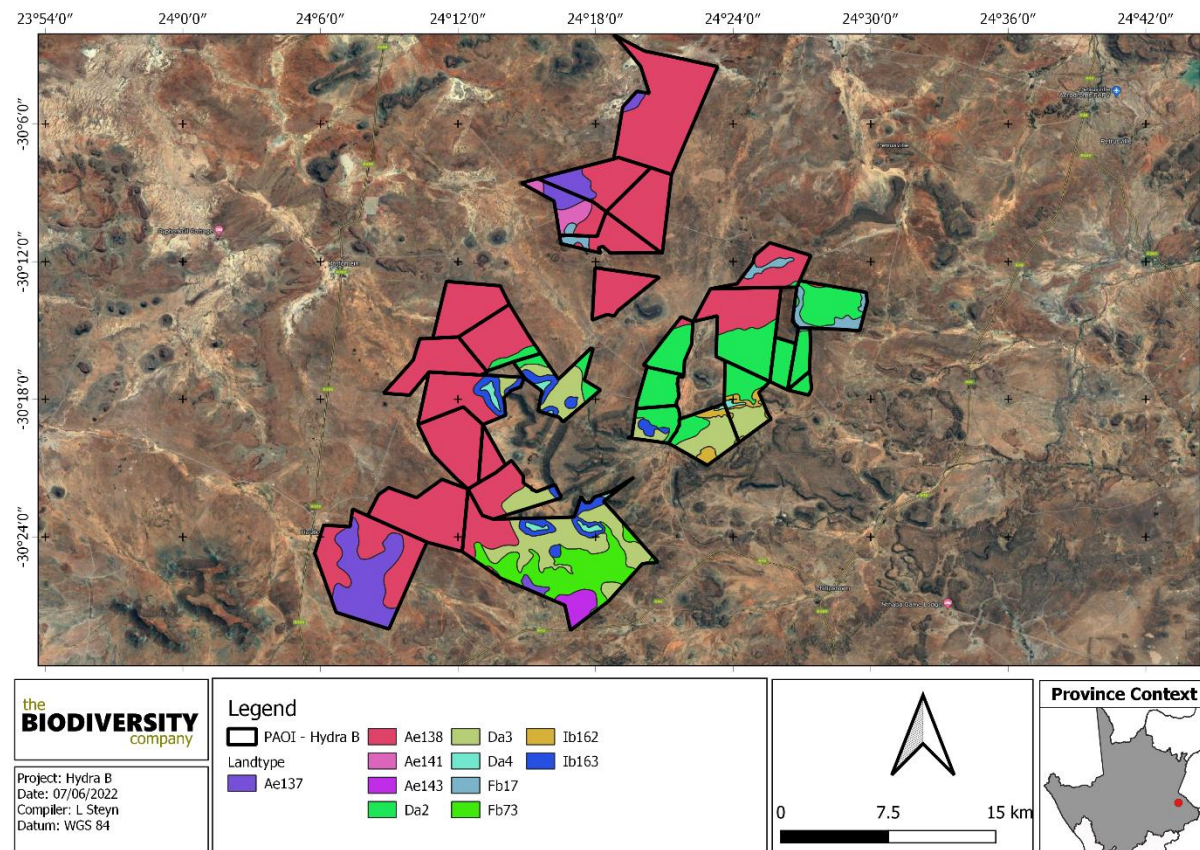 23°54′0″ 24°0′0″ 24°6′0″ 24°12′0″ 24°18′0″ 24°24′0″ 24°30′0″ 24°36′0″ 24°42′0″
-30°6′0″
-30°12′0″
-30°18′0″
-30°24′0″
Petrusville
Petrusville
the
BIODIVERSITY
company
Project: Hydra B
Date: 07/06/2022
Compiler: L Steyn
Datum: WGS 84
Legend
PAOI - Hydra B
Landtype
Ae137
Ae138
Ae141
Ae143
Da2
Da3
Da4
Fb17
Fb73
Ib162
Ib163
0 7.5 15 km
Province Context